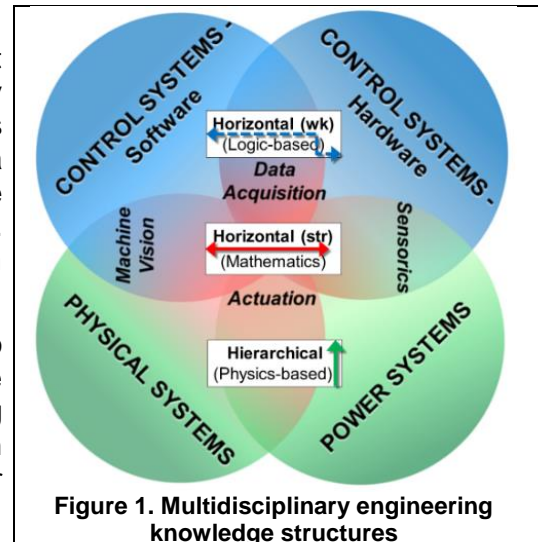 CONTROL SYSTEMS -
Software
CONTROL SYSTEMS -
Hardware
Horizontal (wk)
(Logic-based)
Data
Acquisition
Machine
Vision
Horizontal (str)
(Mathematics)
Sensorics
Actuation
PHYSICAL SYSTEMS
Hierarchical
(Physics-based)
POWER SYSTEMS
Figure 1. Multidisciplinary engineering
knowledge structures